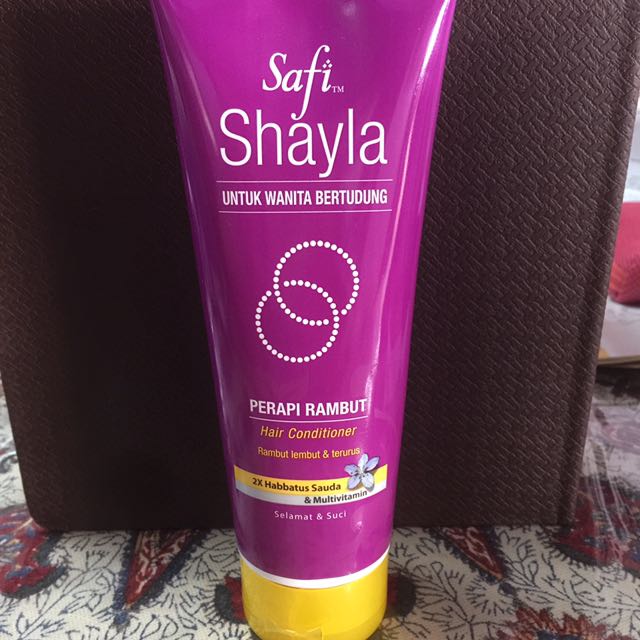 Safi™
Shayla
UNTUK WANITA BERTUDUNG
PERAPI RAMBUT
Hair Conditioner
Rambut lembut & terurus
2X Habbatus Sauda
& Multivitamin
Selamat & Suci